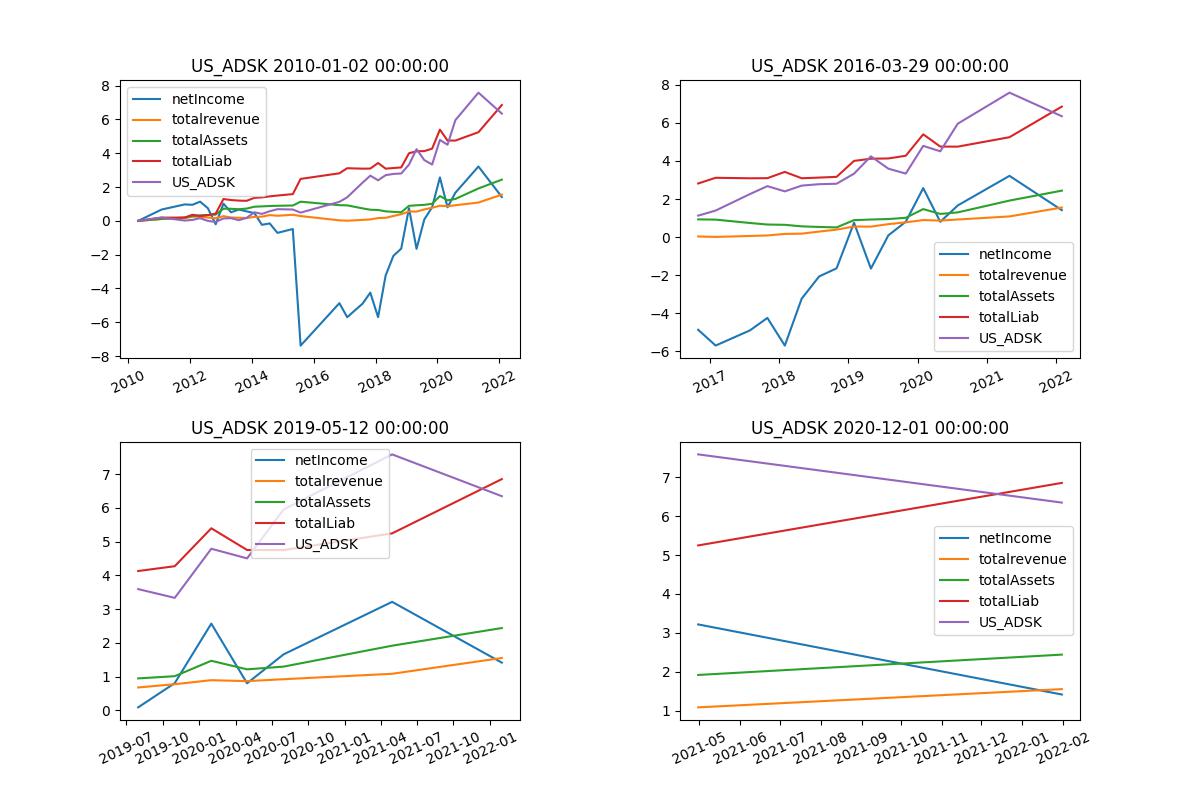 US_ADSK 2010-01-02 00:00:00
8
6
4
2
0
−2
−4
−6
−8
netIncome
totalrevenue
totalAssets
totalLiab
US_ADSK
2010 2012 2014 2016 2018 2020 2022
US_ADSK 2016-03-29 00:00:00
8
6
4
2
0
−2
−4
−6
netIncome
totalrevenue
totalAssets
totalLiab
US_ADSK
2017 2018 2019 2020 2021 2022
US_ADSK 2019-05-12 00:00:00
7
6
5
4
3
2
1
0
netIncome
totalrevenue
totalAssets
totalLiab
US_ADSK
2019-07 2019-10 2020-01 2020-04 2020-07 2020-10 2021-01 2021-04 2021-07 2021-10 2022-01
US_ADSK 2020-12-01 00:00:00
7
6
5
4
3
2
1
netIncome
totalrevenue
totalAssets
totalLiab
US_ADSK
2021-05 2021-06 2021-07 2021-08 2021-09 2021-10 2021-11 2021-12 2022-01 2022-02